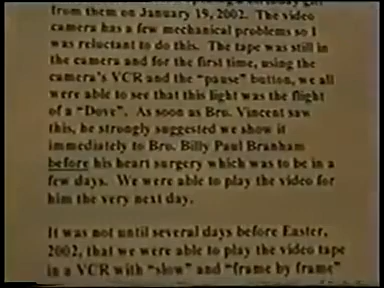 from them on January 19, 2002. The video
camera has a few mechanical problems so I
was reluctant to do this. The tape was still in
the camera and for the first time, using the
camera's VCR and the "pause" button, we all
were able to see that this light was the flight
of a "Dove". As soon as Bro. Vincent saw
this, he strongly suggested we show it
immediately to Bro. Billy Paul Branham
before his heart surgery which was to be in a
few days. We were able to play the video for
him the very next day.
It was not until several days before Easter,
2002, that we were able to play the video tape
in a VCR with "slow" and "frame by frame"